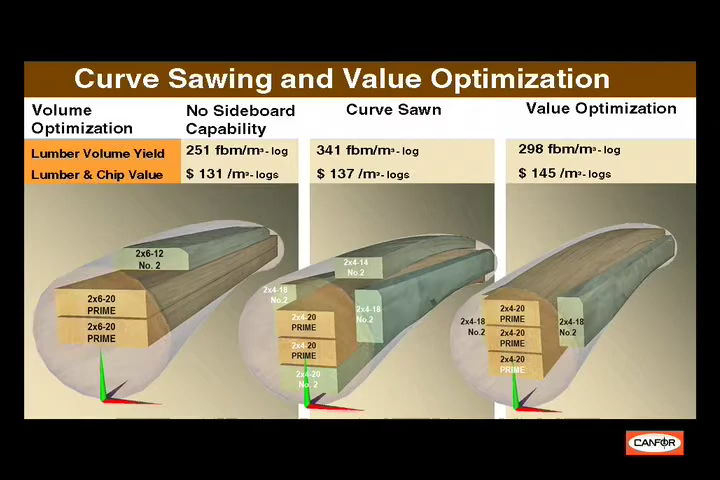 Curve Sawing and Value Optimization
Volume
Optimization
No Sideboard
Capability
Curve Sawn
Value Optimization
Lumber Volume Yield
251 fbm/m³- log
341 fbm/m³- log
298 fbm/m³- log
Lumber & Chip Value
$ 131 /m³- logs
$ 137 /m³- logs
$ 145 /m³- logs
2x6-12
No. 2
2x6-20
PRIME
2x6-20
PRIME
2x4-14
No.2
2x4-18
No.2
2x4-18
No.2
2x4-20
PRIME
2x4-20
PRIME
2x4-20
No. 2
2x4-18
No.2
2x4-20
PRIME
2x4-20
PRIME
2x4-20
PRIME
2x4-18
No.2
CANFOR